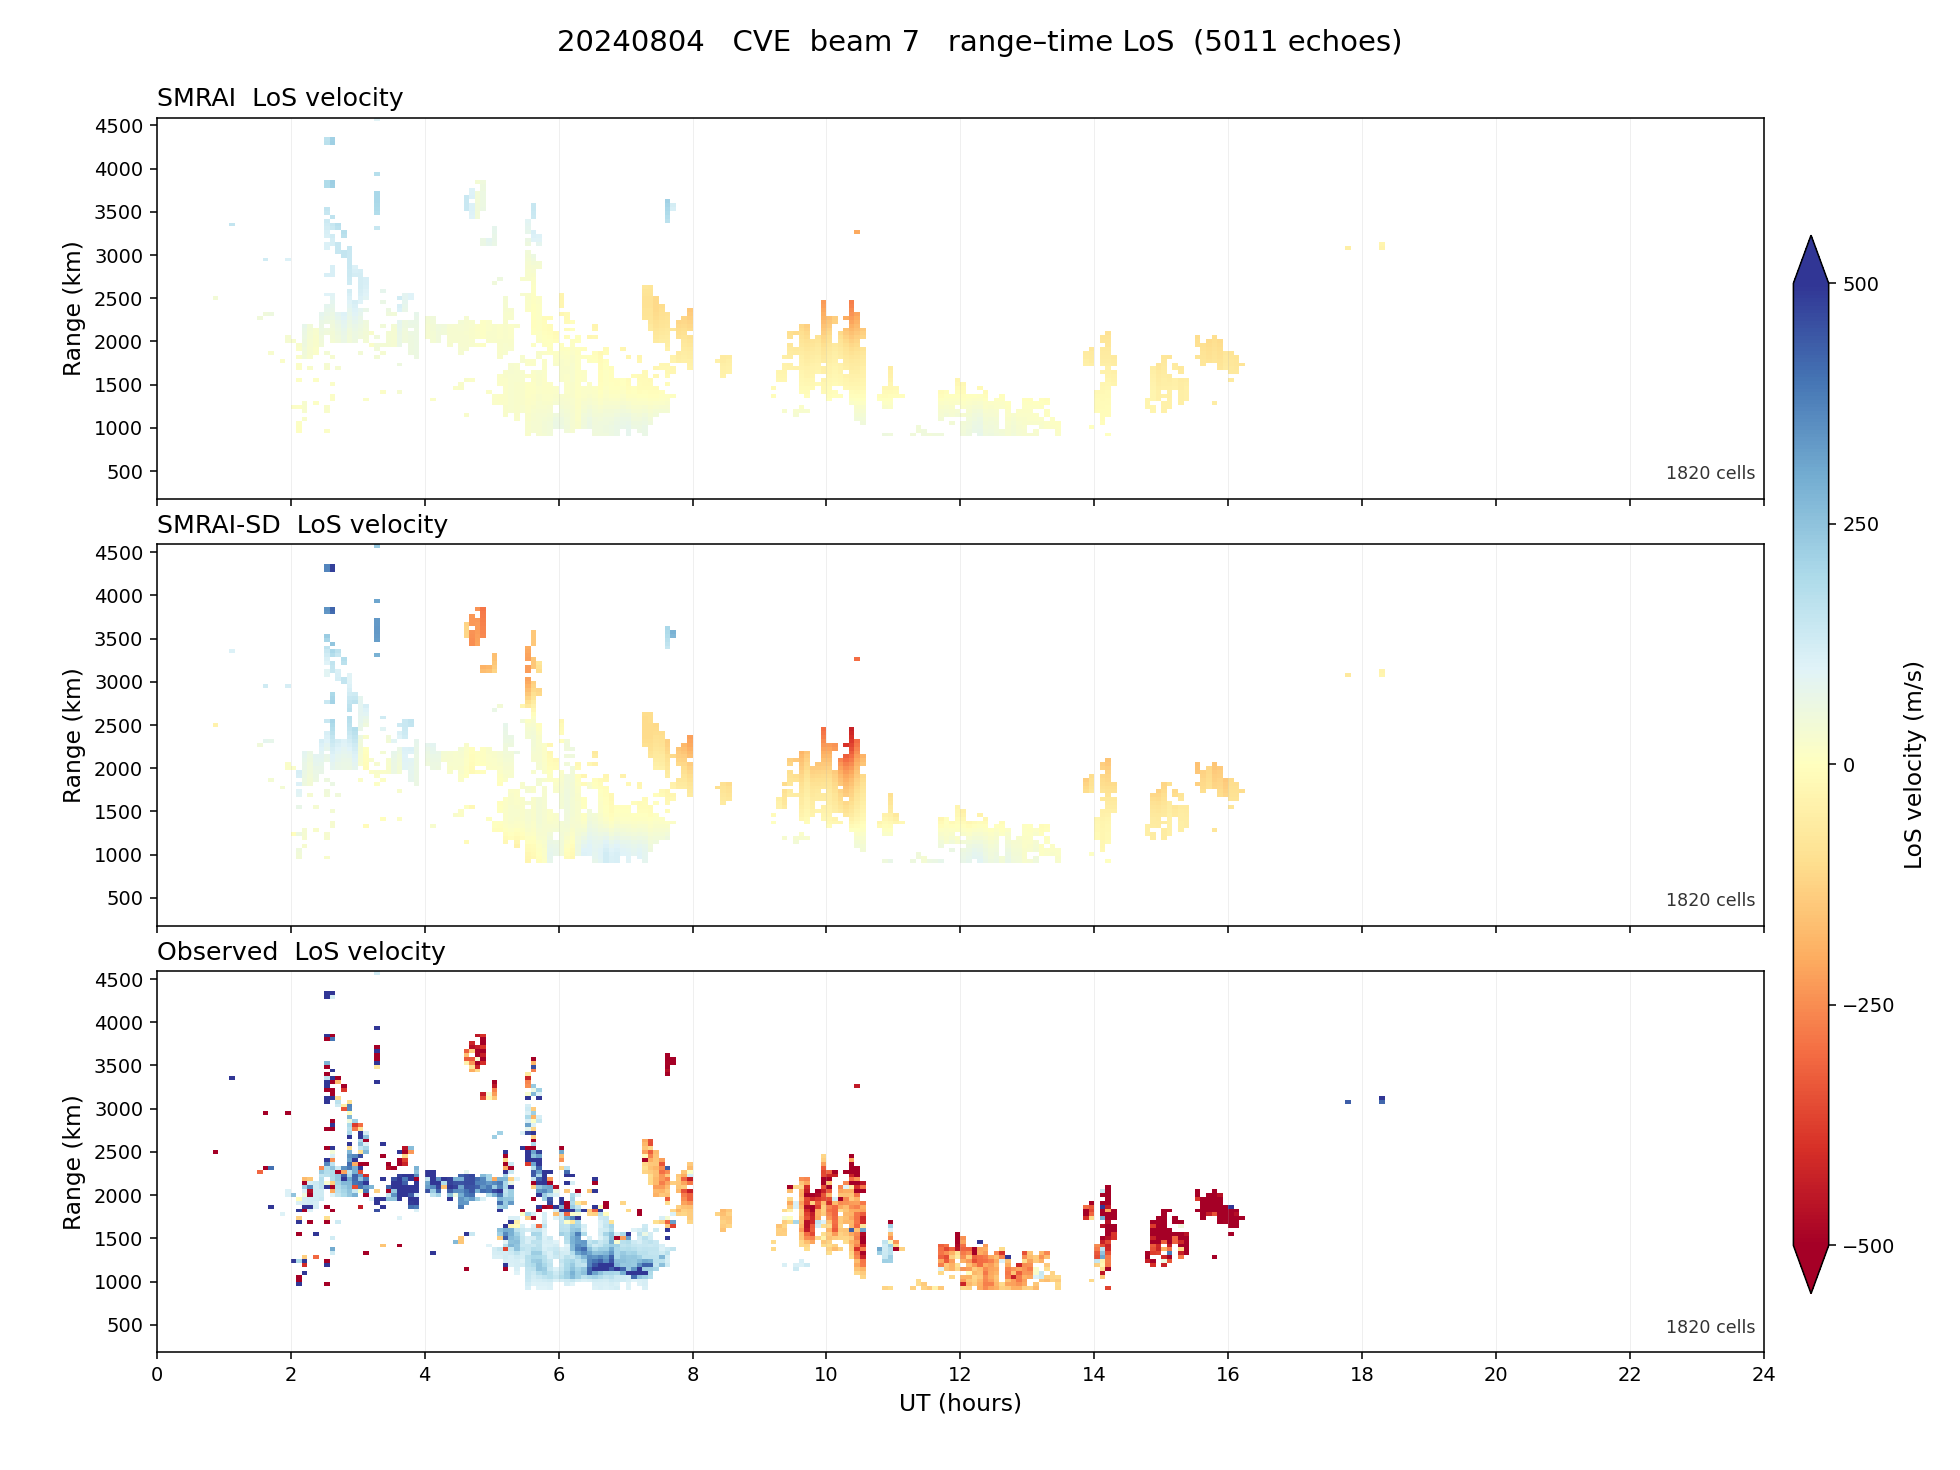 20240804   CVE  beam 7   range–time LoS  (5011 echoes)
SMRAI  LoS velocity
4500
4000
3500
3000
2500
2000
1500
1000
500
Range (km)
1820 cells
SMRAI-SD  LoS velocity
4500
4000
3500
3000
2500
2000
1500
1000
500
Range (km)
1820 cells
Observed  LoS velocity
4500
4000
3500
3000
2500
2000
1500
1000
500
Range (km)
1820 cells
0 2 4 6 8 10 12 14 16 18 20 22 24
UT (hours)
500
250
0
−250
−500
LoS velocity (m/s)